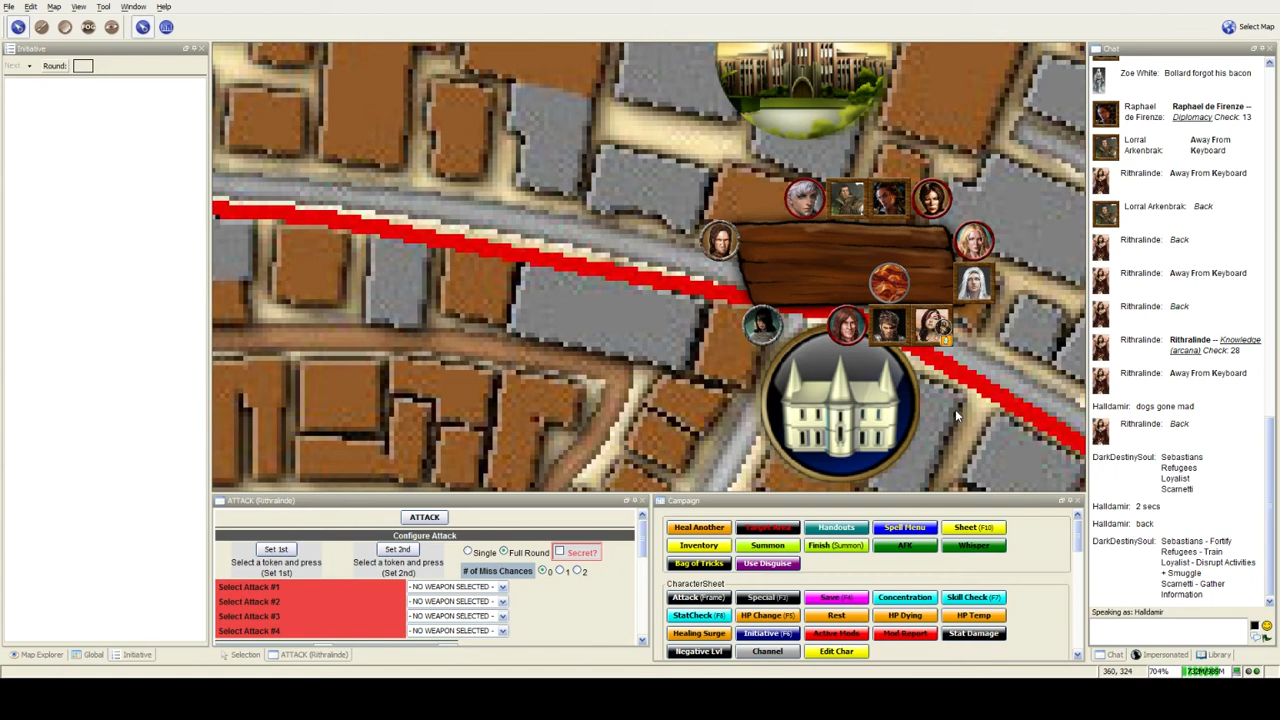 File Edit Map View Tool Window Help
FOG
Select Map
Initiative
Next Round:
Chat
Zoe White: Bollard forgot his bacon
Raphael de Firenze: Raphael de Firenze --
Diplomacy Check: 13
Lorral Arkenbrak: Away From
Keyboard
Rithralinde: Away From Keyboard
Lorral Arkenbrak: Back
Rithralinde: Back
Rithralinde: Away From Keyboard
Rithralinde: Back
Rithralinde: Rithralinde -- Knowledge
(arcana) Check: 28
Rithralinde: Away From Keyboard
Halldamir: dogs gone mad
Rithralinde: Back
DarkDestinySoul: Sebastians
Refugees
Loyalist
Scarnetti
Halldamir: 2 secs
Halldamir: back
DarkDestinySoul: Sebastians - Fortify
Refugees - Train
Loyalist - Disrupt Activities
+ Smuggle
Scarnetti - Gather
Information
Speaking as: Halldamir
Chat Impersonated Library
ATTACK (Rithralinde)
ATTACK
Configure Attack
Set 1st Set 2nd Single Full Round Secret?
Select a token and press
(Set 1st)
Select a token and press
(Set 2nd)
# of Miss Chances 0 1 2
Select Attack #1 - NO WEAPON SELECTED -
Select Attack #2 - NO WEAPON SELECTED -
Select Attack #3 - NO WEAPON SELECTED -
Select Attack #4 - NO WEAPON SELECTED -
Campaign
Heal Another Target Area Handouts Spell Menu Sheet (F10)
Inventory Summon Finish (Summon) AFK Whisper
Bag of Tricks Use Disguise
CharacterSheet
Attack (Frame) Special (F3) Save (F4) Concentration Skill Check (F7)
StatCheck (F8) HP Change (F5) Rest HP Dying HP Temp
Healing Surge Initiative (F6) Active Mods Mod Report Stat Damage
Negative Lvl Channel Edit Char
Map Explorer Global Initiative
Selection ATTACK (Rithralinde)
360, 324 704%